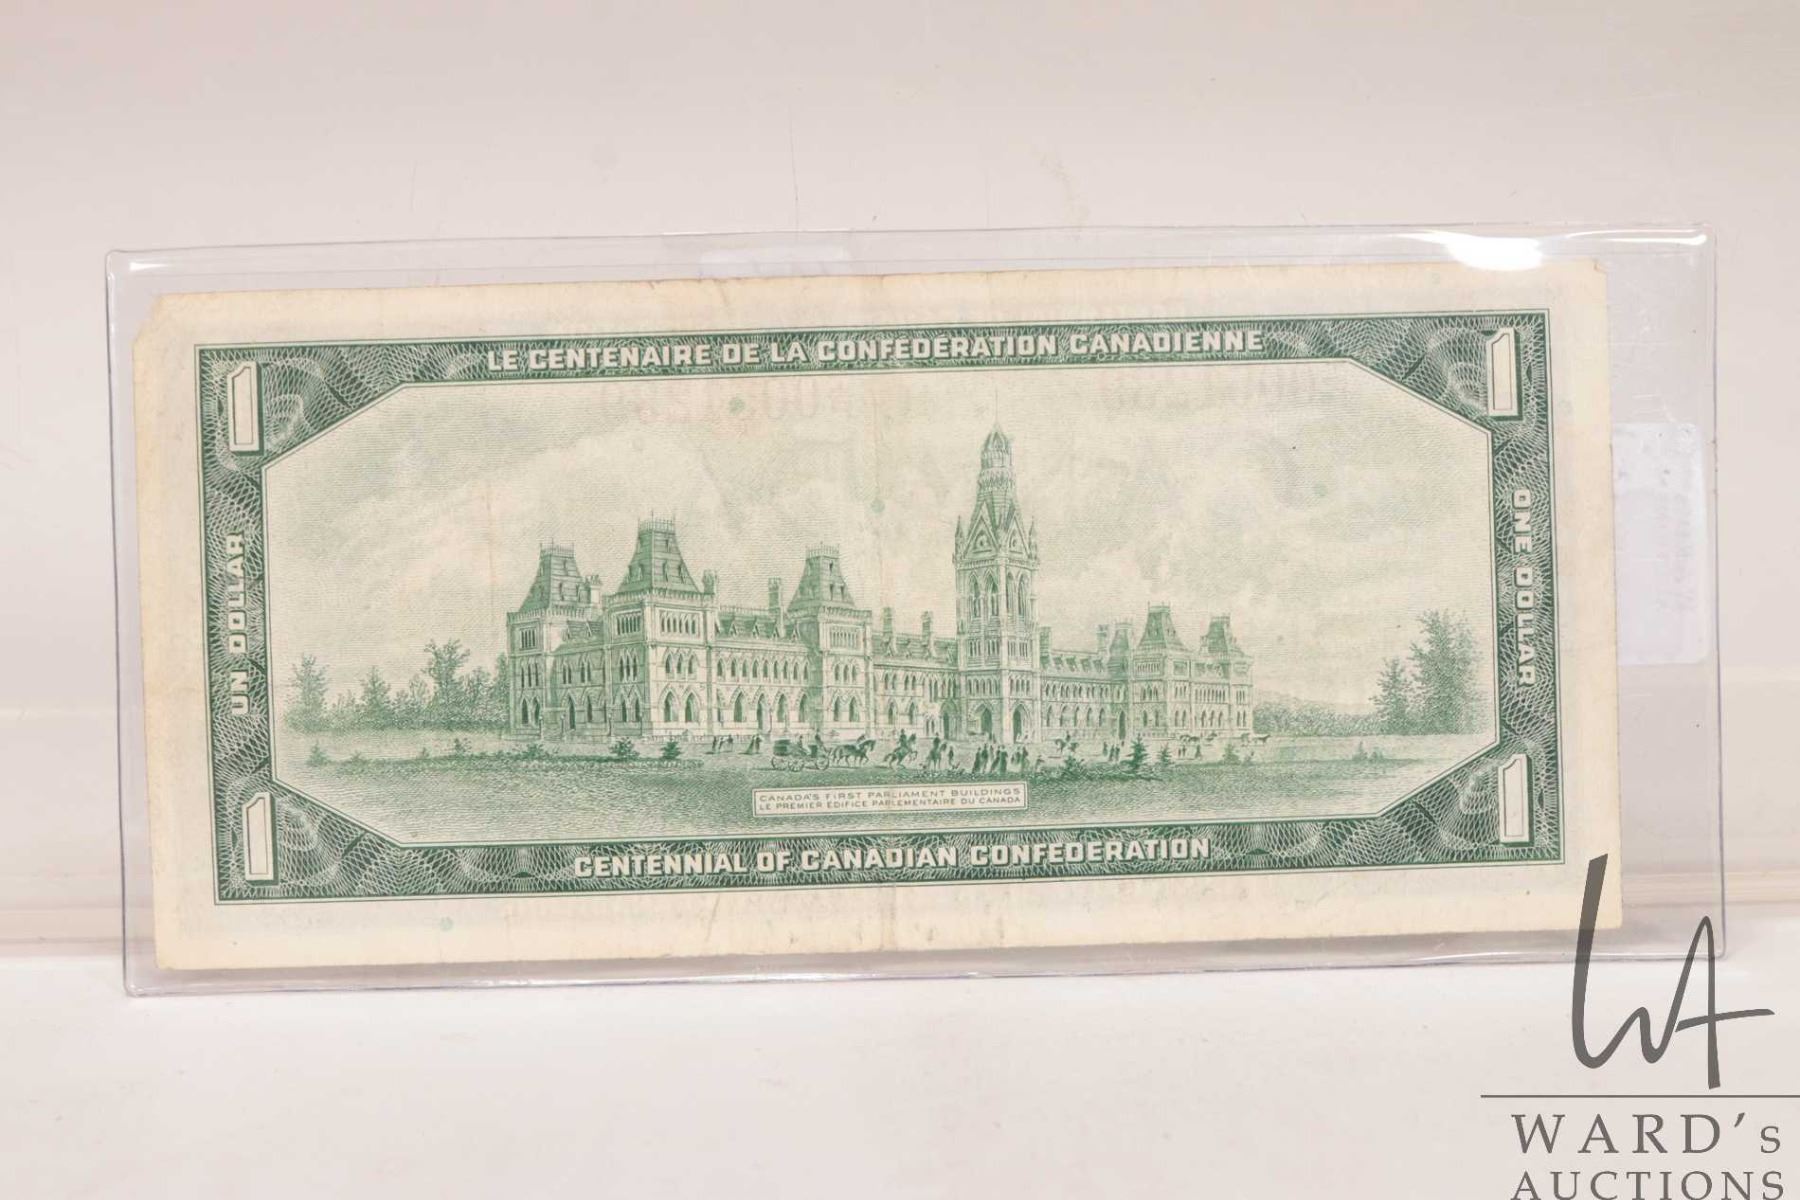 LE CENTENAIRE DE LA CONFEDERATION CANADIENNE
1
1
UN DOLLAR
ONE DOLLAR
CANADA'S FIRST PARLIAMENT BUILDINGS
LE PREMIER EDIFICE PARLEMENTAIRE DU CANADA
1
1
CENTENNIAL OF CANADIAN CONFEDERATION
WA
WARD's
AUCTIONS